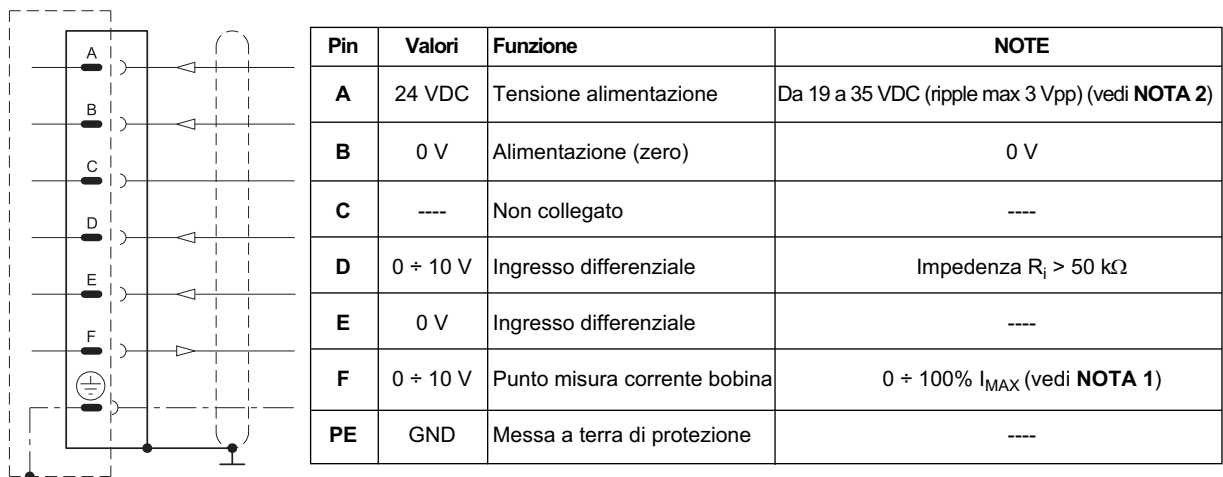 A
B
C
D
E
F
Pin Valori Funzione NOTE
A 24 VDC Tensione alimentazione Da 19 a 35 VDC (ripple max 3 Vpp) (vedi NOTA 2)
B 0 V Alimentazione (zero) 0 V
C ---- Non collegato ----
D 0 ÷ 10 V Ingresso differenziale Impedenza Ri > 50 kΩ
E 0 V Ingresso differenziale ----
F 0 ÷ 10 V Punto misura corrente bobina 0 ÷ 100% IMAX (vedi NOTA 1)
PE GND Messa a terra di protezione ----